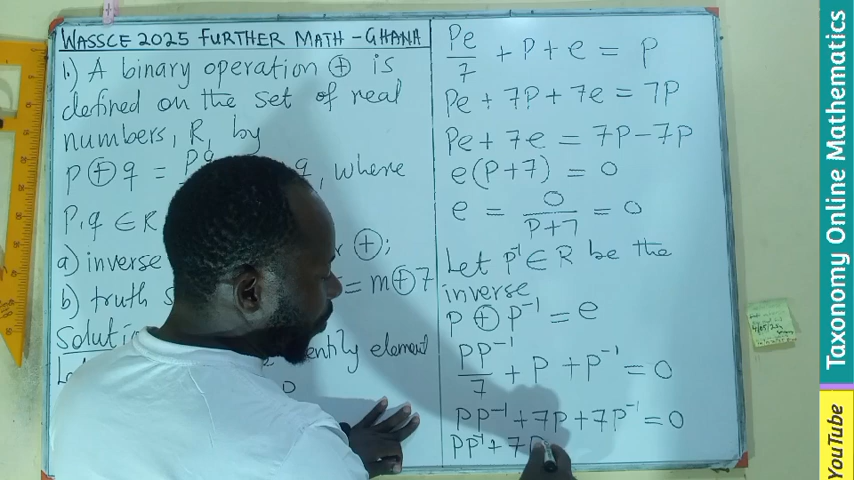 WASSCE 2025 FURTHER MATH - GHANA
1.) A binary operation ⊕ is
defined on the set of real
numbers, R, by
p ⊕ q = pq q, where
P, q ∈ R
a) inverse ⊕;
b) truth = m ⊕ 7
Solution
element
Pe/7 + P + e = P
Pe + 7P + 7e = 7P
Pe + 7e = 7P - 7P
e(P+7) = 0
e = 0/(P+7) = 0
Let p⁻¹ ∈ R be the
inverse
P ⊕ P⁻¹ = e
PP⁻¹/7 + P + P⁻¹ = 0
PP⁻¹ + 7P + 7P⁻¹ = 0
PP⁻¹ + 7P
Taxonomy Online Mathematics
YouTube